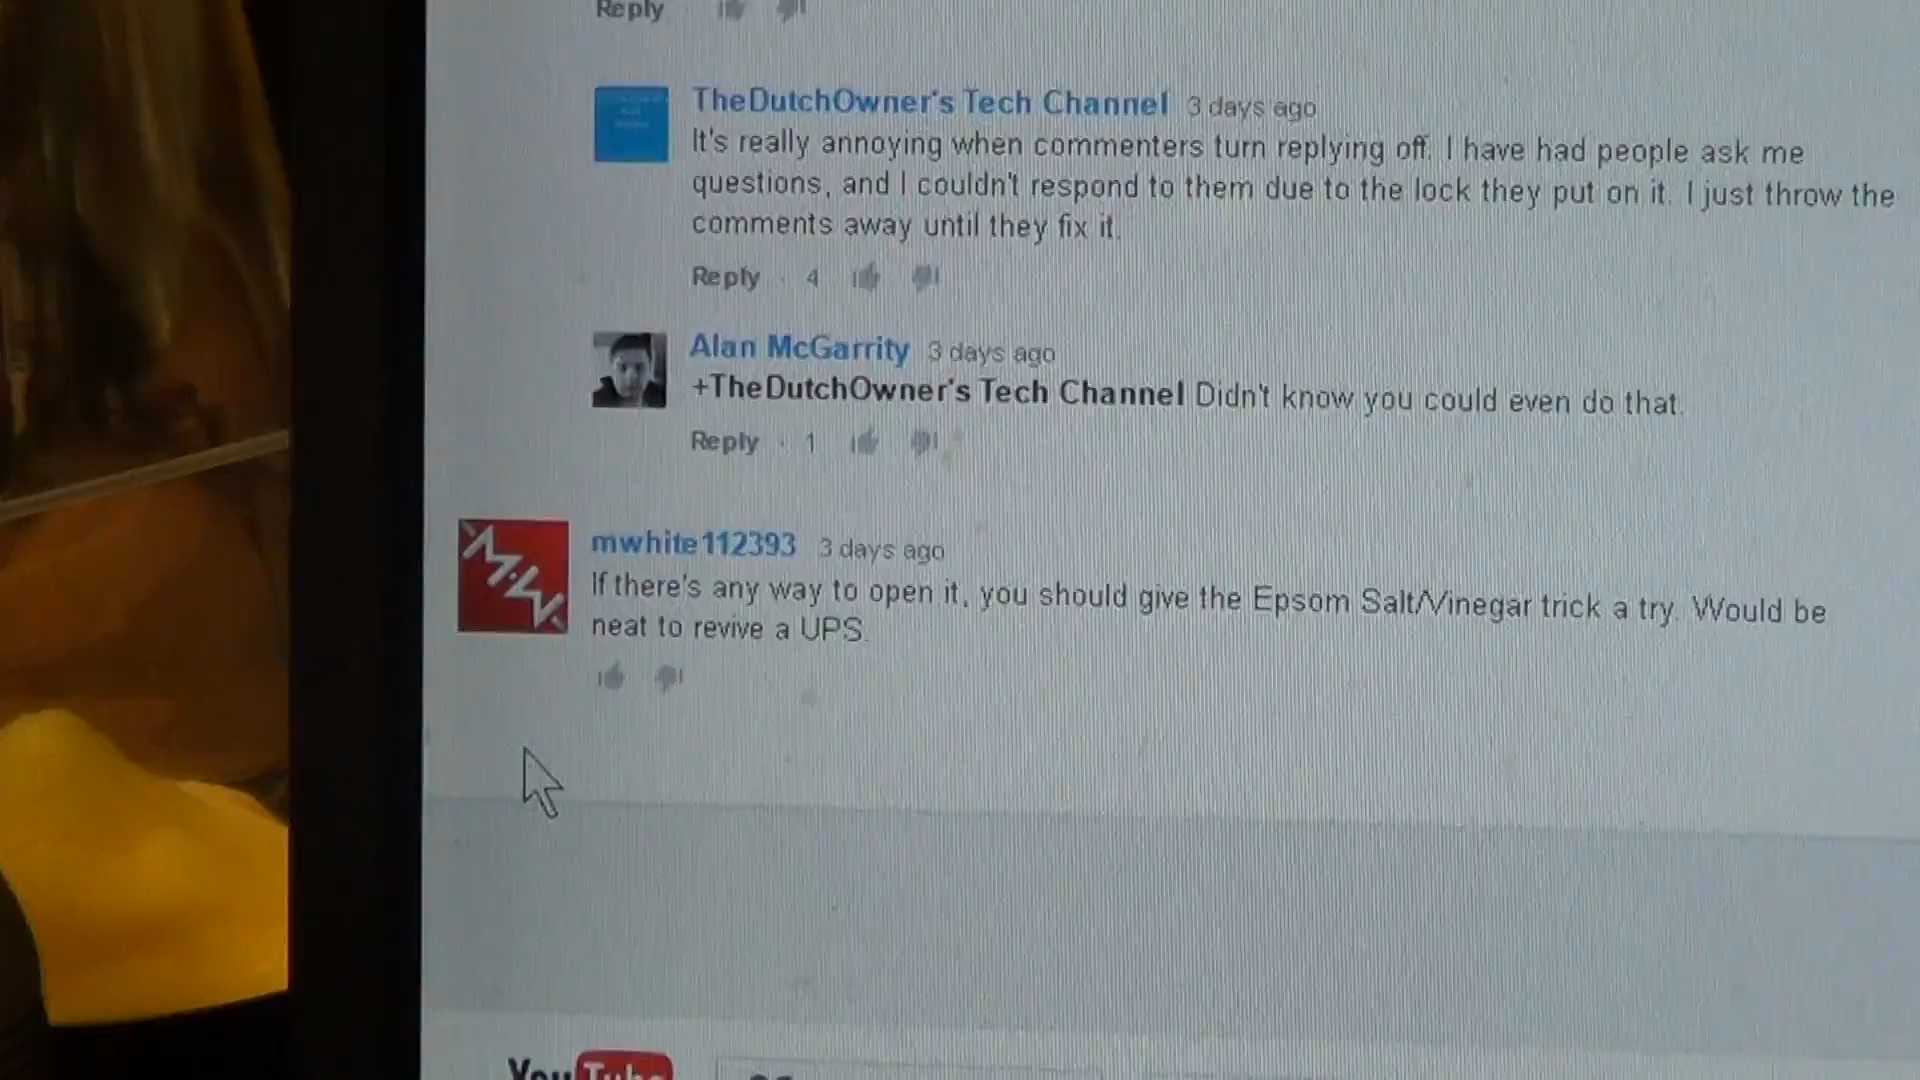 Reply
TheDutchOwner's Tech Channel 3 days ago
It's really annoying when commenters turn replying off. I have had people ask me
questions, and I couldn't respond to them due to the lock they put on it. I just throw the
comments away until they fix it.
Reply · 4
Alan McGarrity 3 days ago
+TheDutchOwner's Tech Channel Didn't know you could even do that.
Reply · 1
mwhite112393 3 days ago
If there's any way to open it, you should give the Epsom Salt/Vinegar trick a try. Would be
neat to revive a UPS.
YouTube